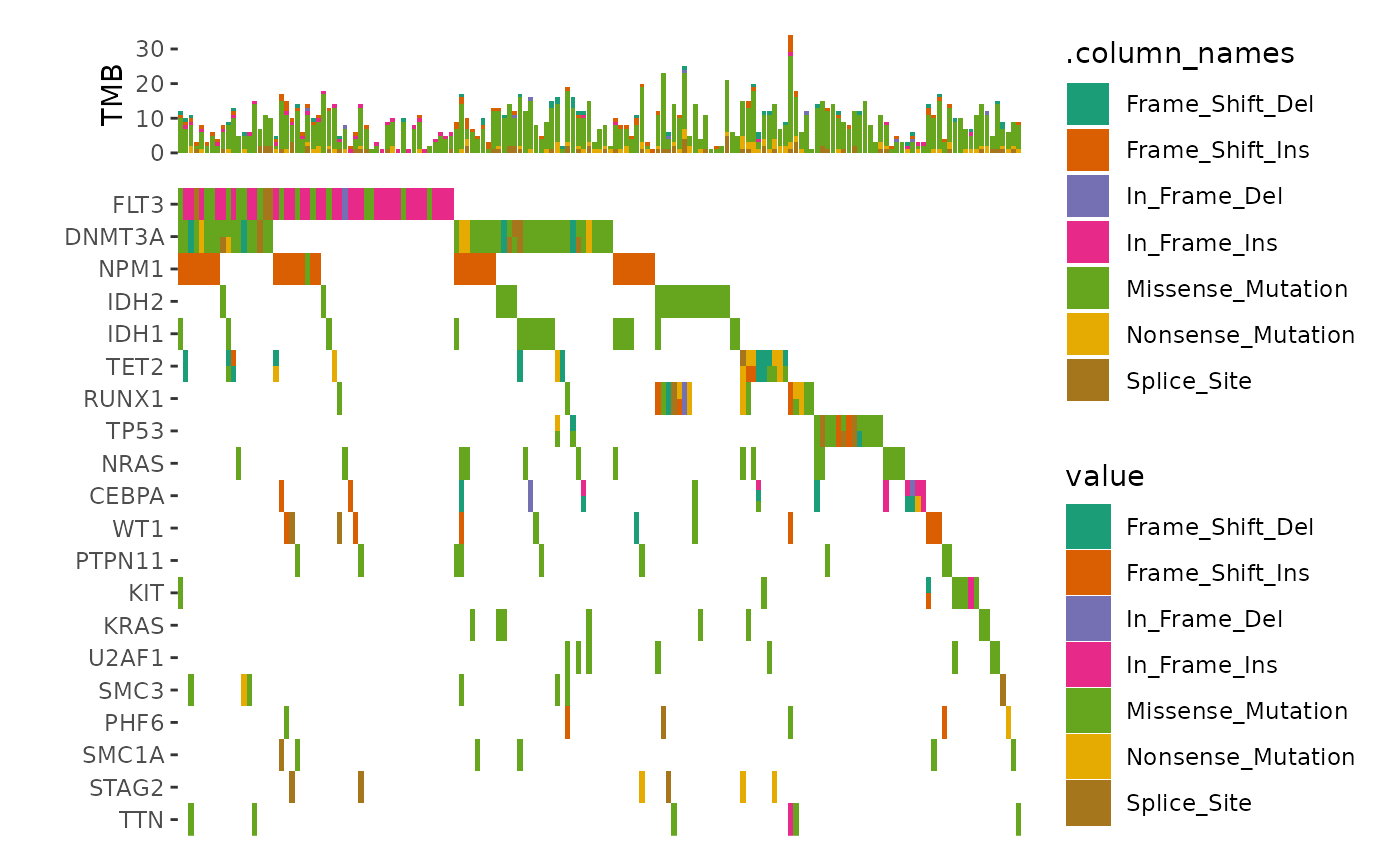 TMB
30
20
10
0
FLT3
DNMT3A
NPM1
IDH2
IDH1
TET2
RUNX1
TP53
NRAS
CEBPA
WT1
PTPN11
KIT
KRAS
U2AF1
SMC3
PHF6
SMC1A
STAG2
TTN
.column_names
Frame_Shift_Del
Frame_Shift_Ins
In_Frame_Del
In_Frame_Ins
Missense_Mutation
Nonsense_Mutation
Splice_Site
value
Frame_Shift_Del
Frame_Shift_Ins
In_Frame_Del
In_Frame_Ins
Missense_Mutation
Nonsense_Mutation
Splice_Site